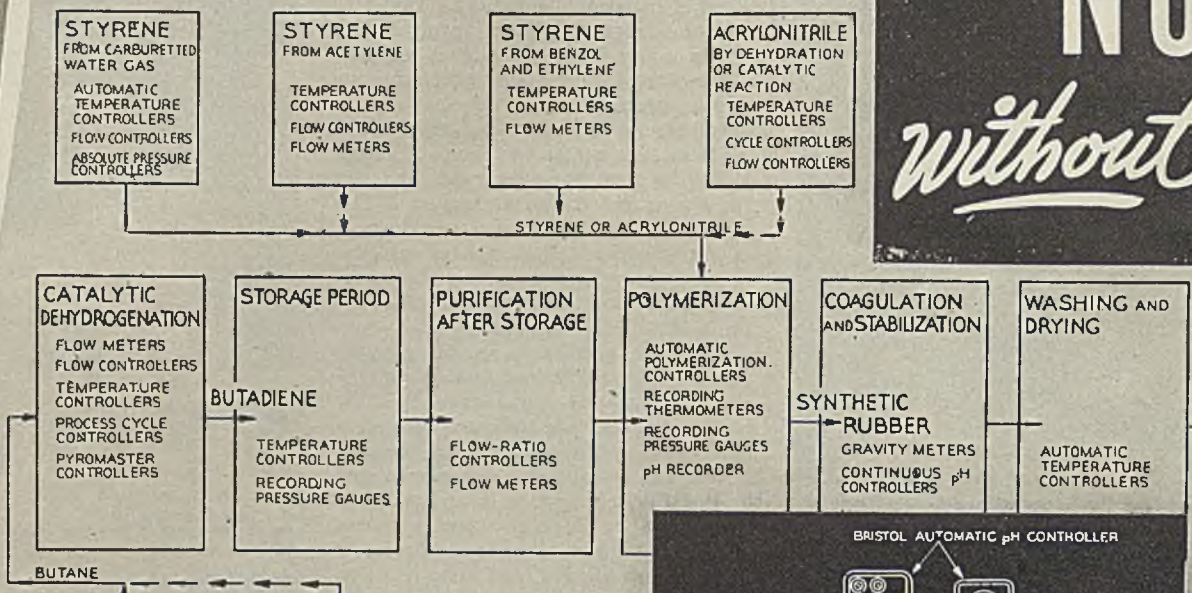 STYRENE
FROM CARBURETTED
WATER GAS
AUTOMATIC
TEMPERATURE
CONTROLLERS
FLOW CONTROLLERS
ABSOLUTE PRESSURE
CONTROLLERS
STYRENE
FROM ACETYLENE
TEMPERATURE
CONTROLLERS
FLOW CONTROLLERS
FLOW METERS
STYRENE
FROM BENZOL
AND ETHYLENE
TEMPERATURE
CONTROLLERS
FLOW METERS
ACRYLONITRILE
BY DEHYDRATION
OR CATALYTIC
REACTION
TEMPERATURE
CONTROLLERS
CYCLE CONTROLLERS
FLOW CONTROLLERS
without
STYRENE OR ACRYLONITRILE
CATALYTIC
DEHYDROGENATION
FLOW METERS
FLOW CONTROLLERS
TEMPERATURE
CONTROLLERS
PROCESS CYCLE
CONTROLLERS
PYROMASTER
CONTROLLERS
BUTADIENE
STORAGE PERIOD
TEMPERATURE
CONTROLLERS
RECORDING
PRESSURE GAUGES
PURIFICATION
AFTER STORAGE
FLOW-RATIO
CONTROLLERS
FLOW METERS
POLYMERIZATION
AUTOMATIC
POLYMERIZATION.
CONTROLLERS
RECORDING
THERMOMETERS
RECORDING
PRESSURE GAUGES
pH RECORDER
COAGULATION
AND STABILIZATION
SYNTHETIC
RUBBER
GRAVITY METERS
CONTINUOUS pH
CONTROLLERS
WASHING AND
DRYING
AUTOMATIC
TEMPERATURE
CONTROLLERS
BUTANE
BRISTOL AUTOMATIC pH CONTROLLER